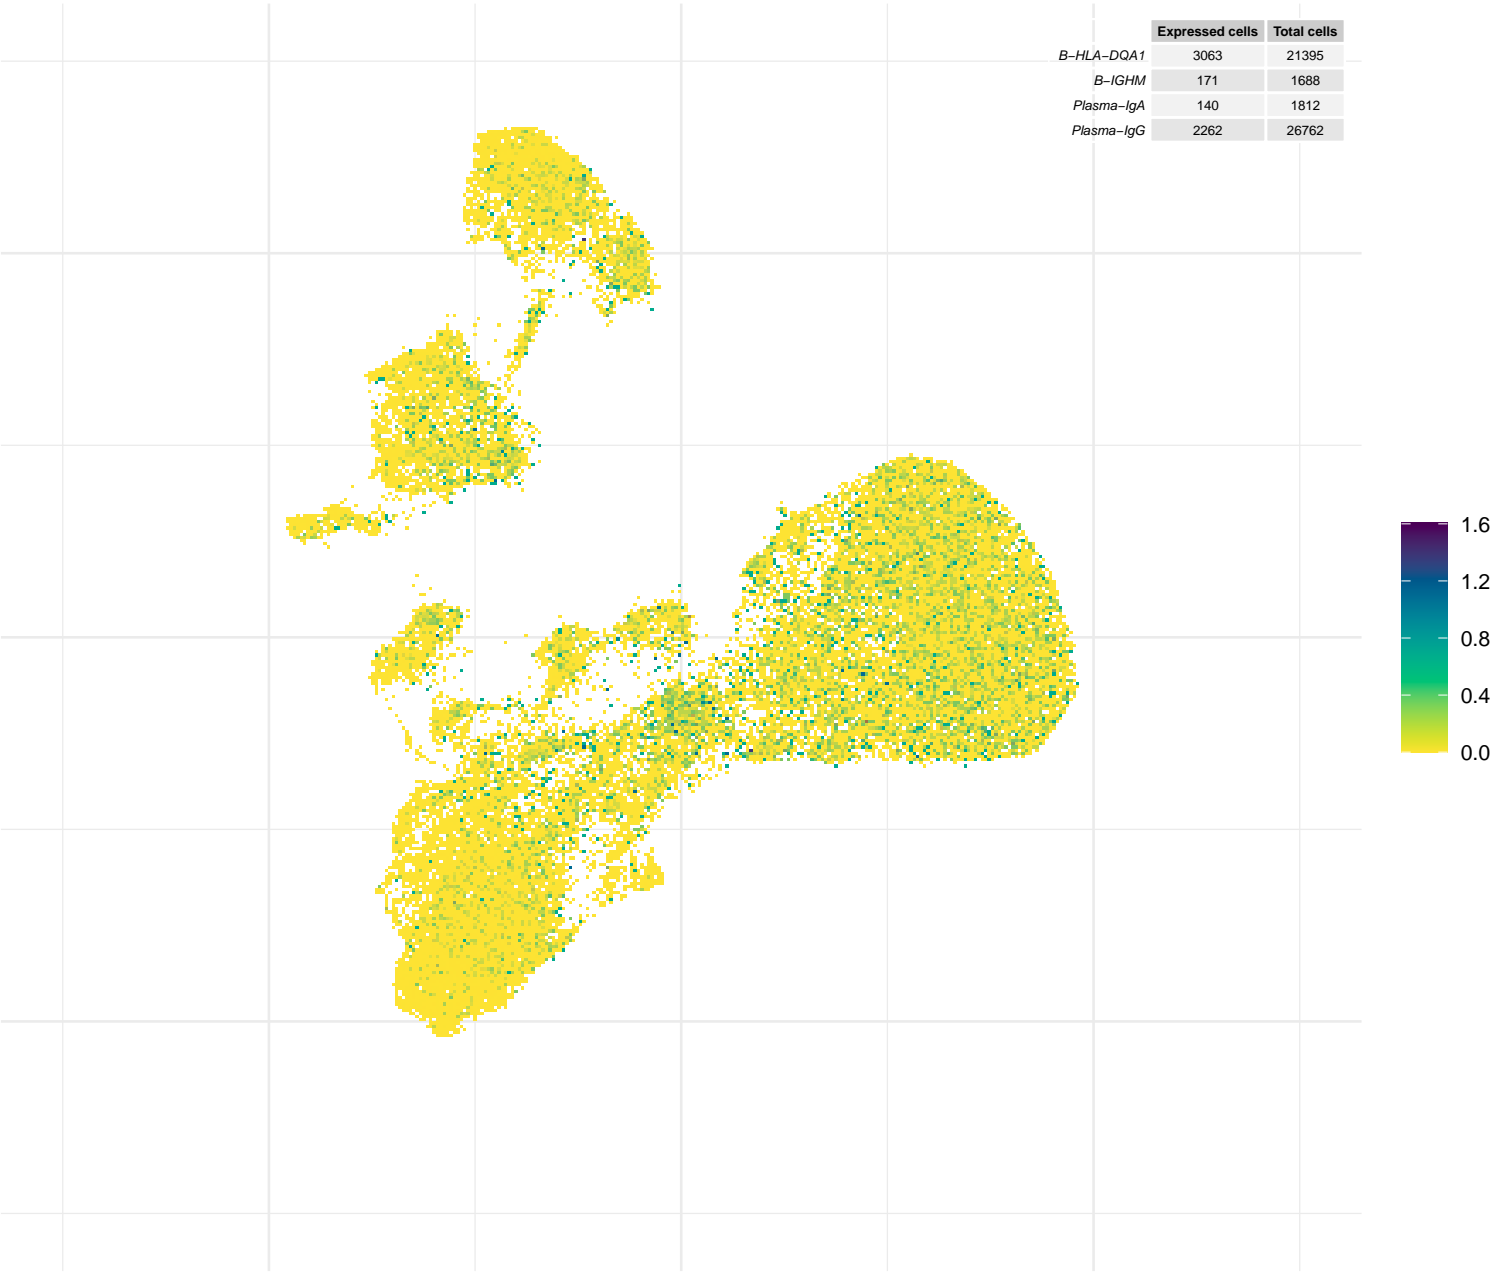 Expressed cells Total cells
B−HLA−DQA1 3063 21395
B−IGHM 171 1688
Plasma−IgA 140 1812
Plasma−IgG 2262 26762
1.6
1.2
0.8
0.4
0.0